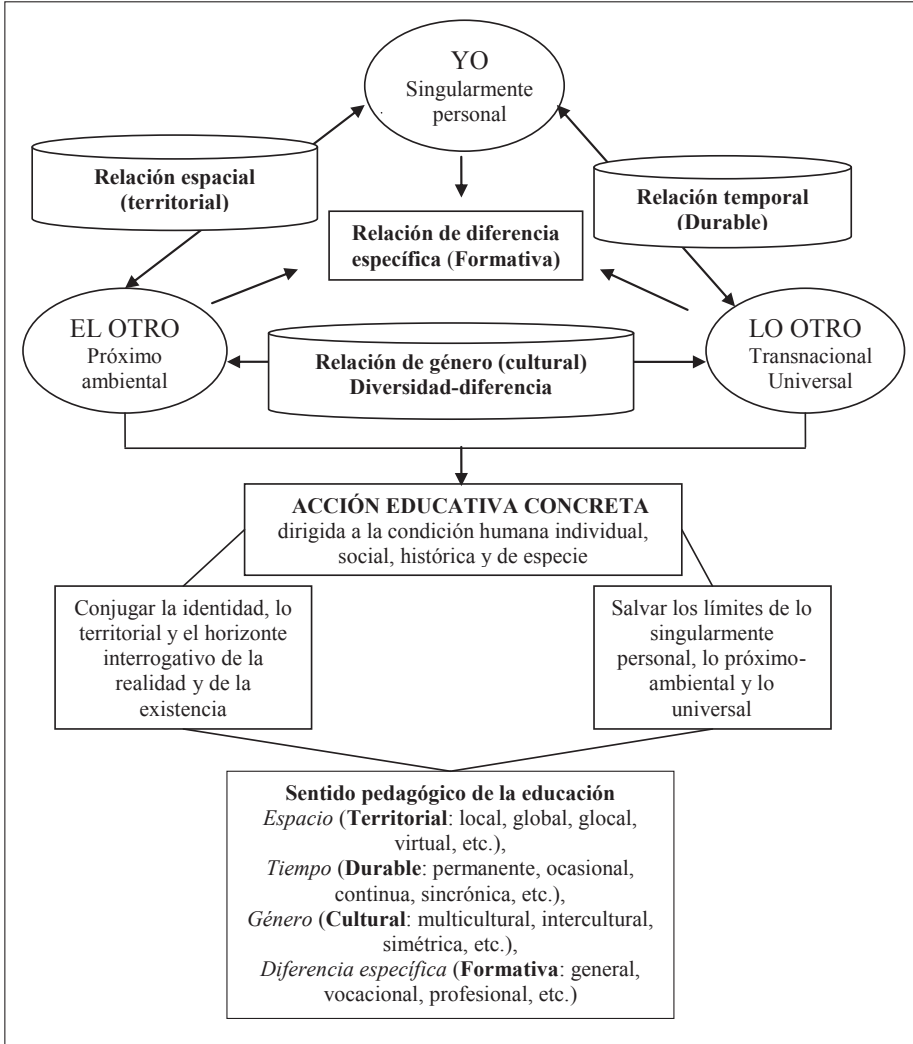 YO
Singularmente
personal
Relación espacial
(territorial)
Relación temporal
(Durable)
Relación de diferencia
específica (Formativa)
EL OTRO
Próximo
ambiental
Relación de género (cultural)
Diversidad-diferencia
LO OTRO
Transnacional
Universal
ACCIÓN EDUCATIVA CONCRETA
dirigida a la condición humana individual,
social, histórica y de especie
Conjugar la identidad, lo
territorial y el horizonte
interrogativo de la
realidad y de la
existencia
Salvar los límites de lo
singularmente
personal, lo próximo-
ambiental y lo
universal
Sentido pedagógico de la educación
Espacio (Territorial: local, global, glocal,
virtual, etc.),
Tiempo (Durable: permanente, ocasional,
continua, sincrónica, etc.),
Género (Cultural: multicultural, intercultural,
simétrica, etc.),
Diferencia específica (Formativa: general,
vocacional, profesional, etc.)